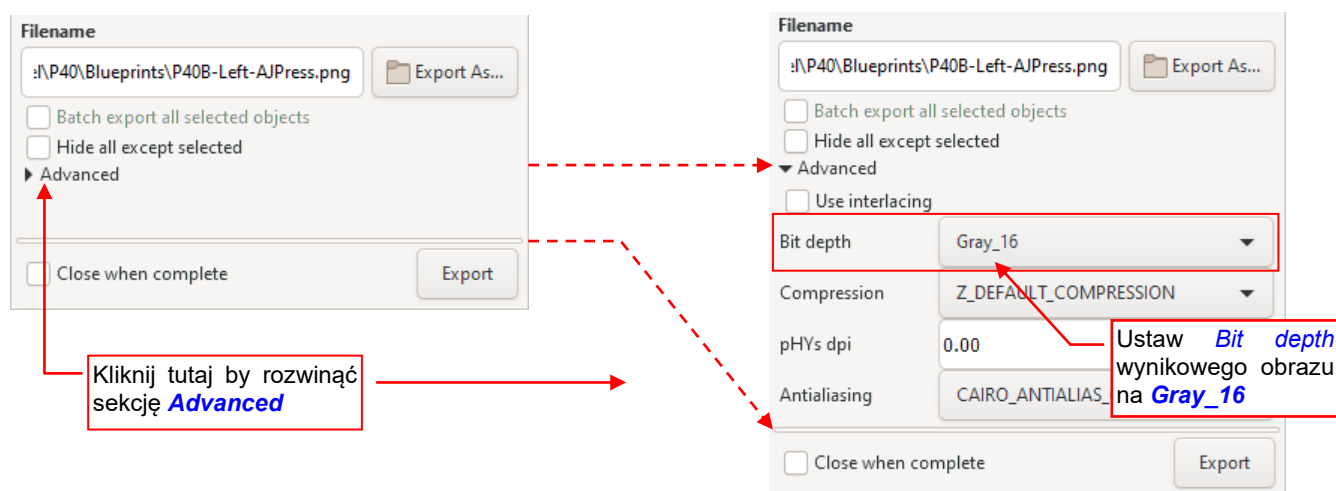 Filename
:l\P40\Blueprints\P40B-Left-AJPress.png
Export As...
Batch export all selected objects
Hide all except selected
Advanced
Close when complete
Export
Kliknij tutaj by rozwinąć
sekcję Advanced
Filename
:l\P40\Blueprints\P40B-Left-AJPress.png
Export As...
Batch export all selected objects
Hide all except selected
Advanced
Use interlacing
Bit depth
Gray_16
Compression
Z_DEFAULT_COMPRESSION
pHYs dpi
0.00
Antialiasing
CAIRO_ANTIALIAS_
Ustaw Bit depth
wynikowego obrazu
na Gray_16
Close when complete
Export